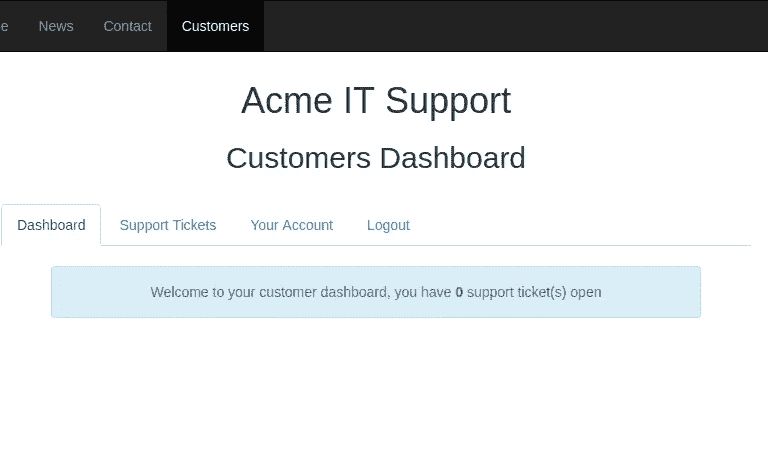 e News Contact Customers
Acme IT Support
Customers Dashboard
Dashboard Support Tickets Your Account Logout
Welcome to your customer dashboard, you have 0 support ticket(s) open